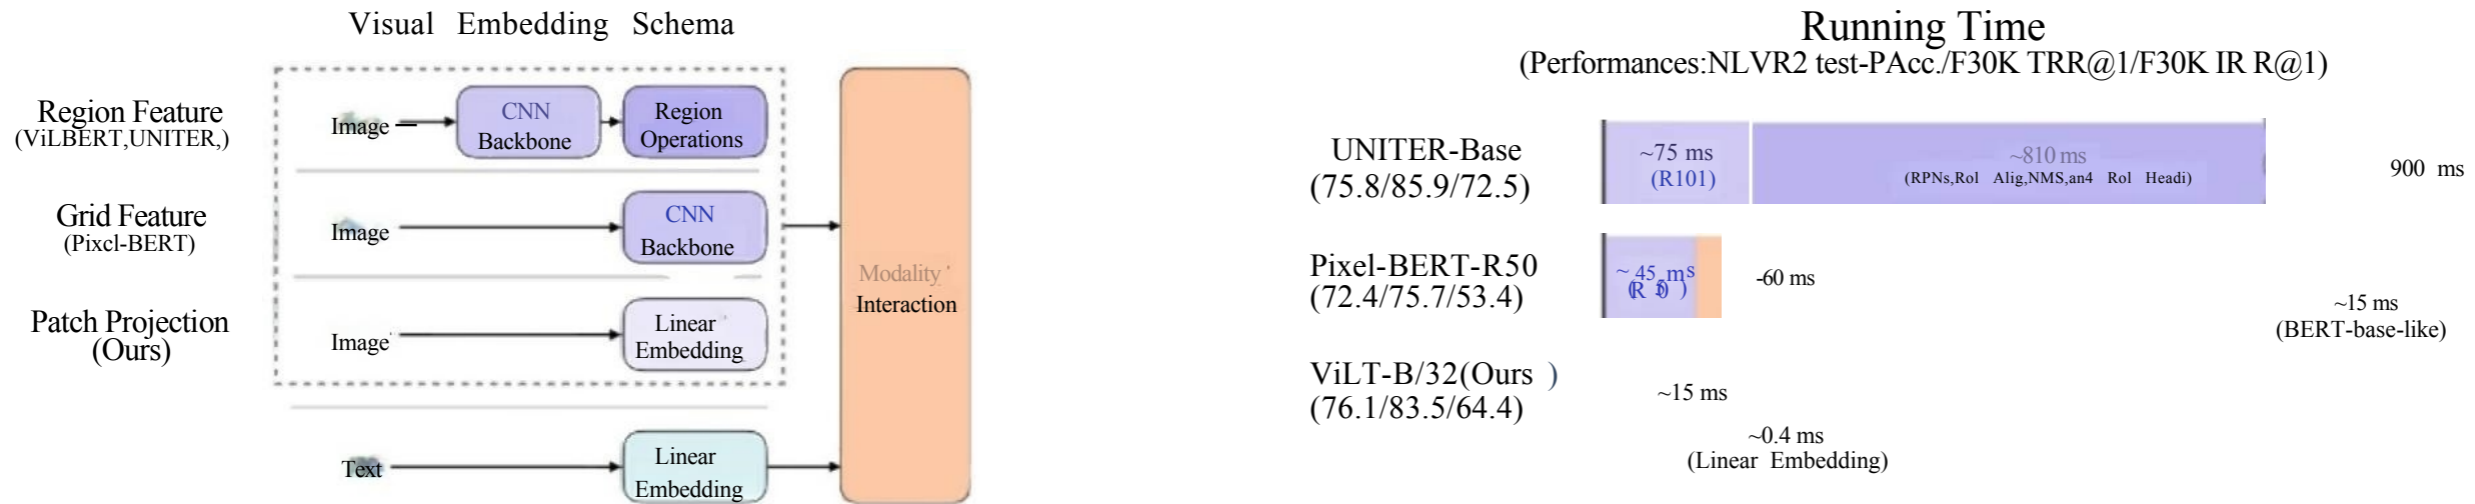 Visual Embedding Schema
Region Feature
(ViLBERT,UNITER,)
Image
CNN
Backbone
Region
Operations
Grid Feature
(Pixcl-BERT)
Image
CNN
Backbone
Patch Projection
(Ours)
Image
Linear
Embedding
Text
Linear
Embedding
Modality
Interaction
Running Time
(Performances:NLVR2 test-PAcc./F30K TRR@1/F30K IR R@1)
UNITER-Base
(75.8/85.9/72.5)
~75 ms
(R101)
~810 ms
(RPNs,Rol Alig,NMS,an4 Rol Headi)
900 ms
Pixel-BERT-R50
(72.4/75.7/53.4)
~ 45 ms
-60 ms
~15 ms
(BERT-base-like)
ViLT-B/32(Ours )
(76.1/83.5/64.4)
~15 ms
~0.4 ms
(Linear Embedding)